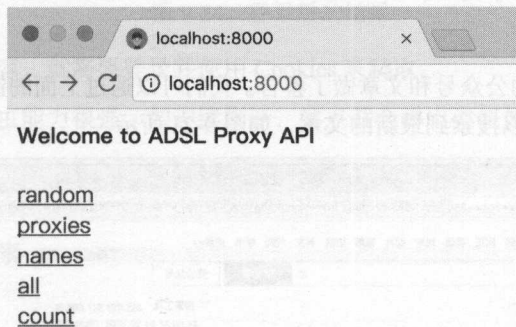 localhost:8000
localhost:8000
Welcome to ADSL Proxy API
random
proxies
names
all
count